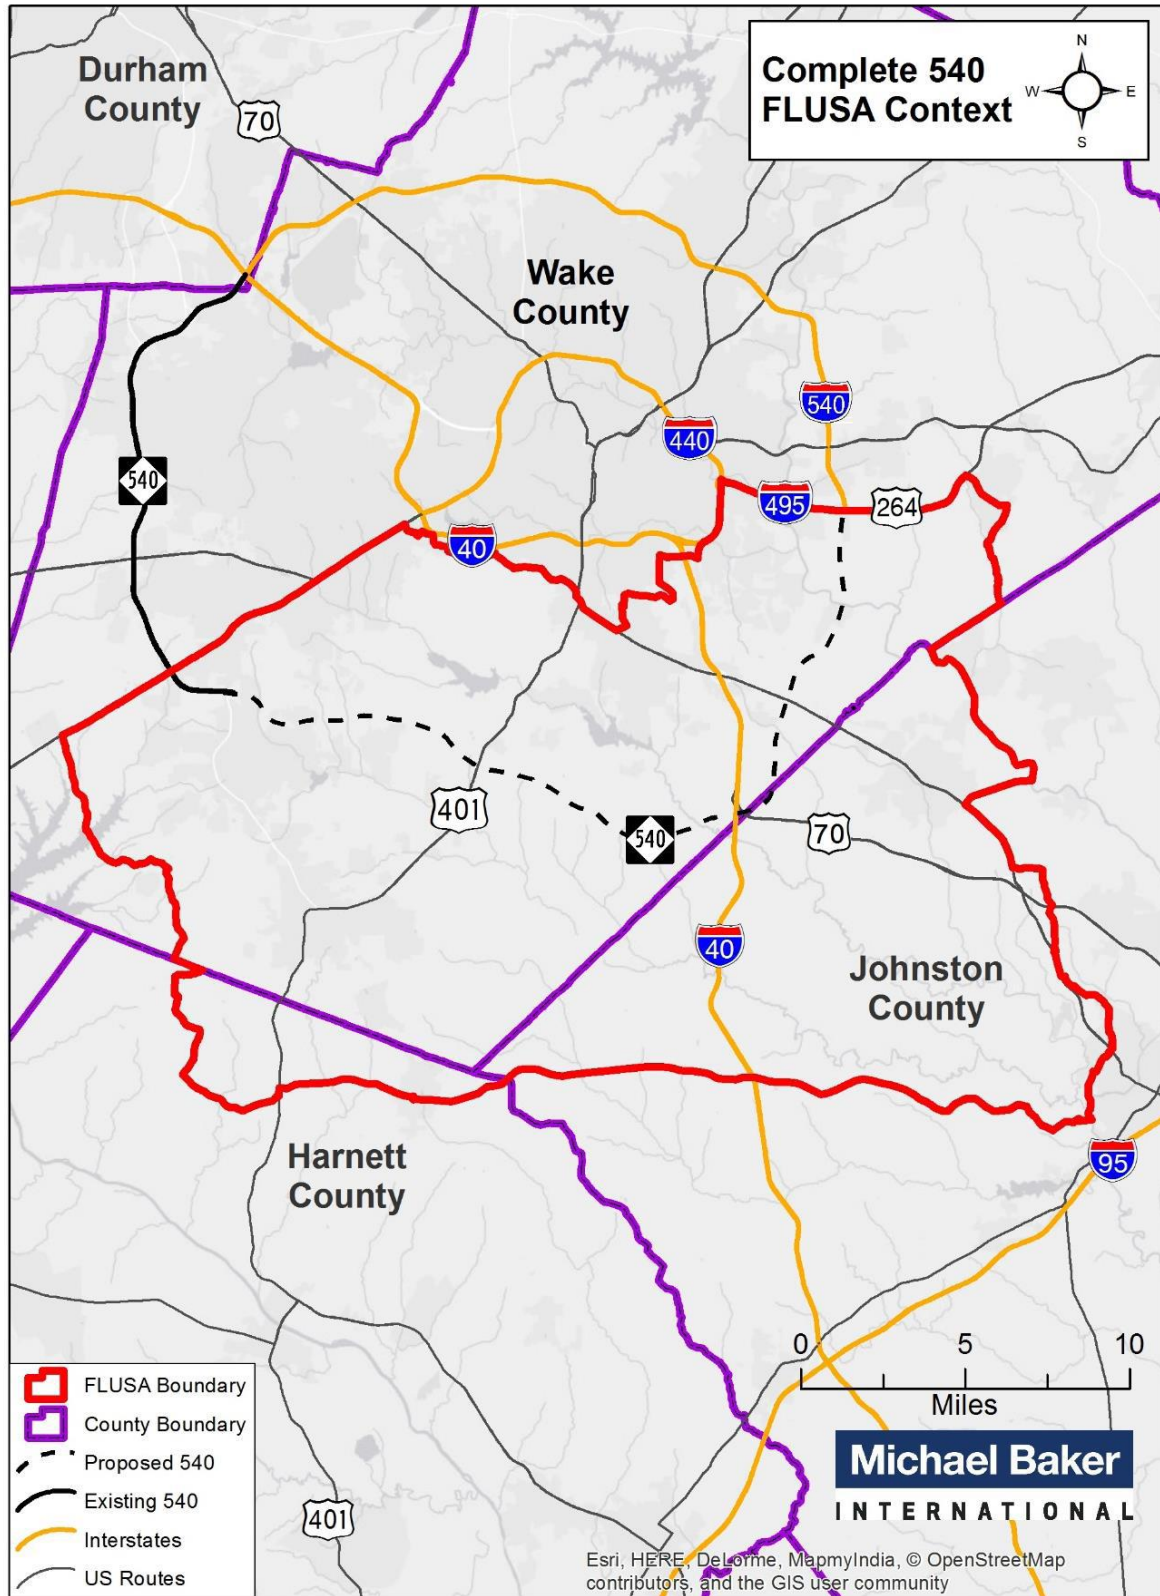 Durham
County
70
Complete 540
FLUSA Context
N
W
E
S
Wake
County
540
440
540
495
264
40
401
540
70
40
Johnston
County
Harnett
County
95
0
5
10
Miles
FLUSA Boundary
County Boundary
Proposed 540
Existing 540
Interstates
US Routes
401
Michael Baker
INTERNATIONAL
Esri, HERE, DeLorme, MapmyIndia, © OpenStreetMap
contributors, and the GIS user community